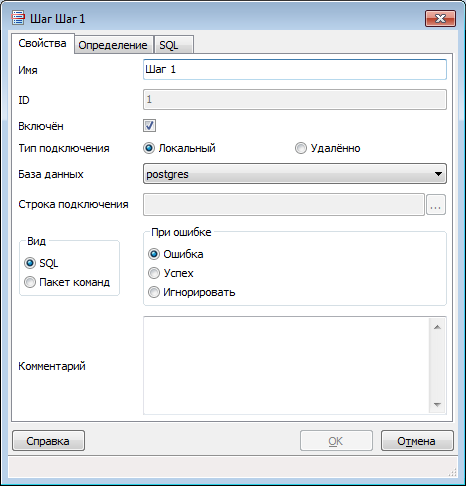 Шаг Шаг 1
Свойства Определение SQL
Имя Шаг 1
ID 1
Включён
Тип подключения Локальный Удалённо
База данных postgres
Строка подключения ...
Вид При ошибке
SQL Ошибка
Пакет команд Успех
Игнорировать
Комментарий
Справка OK Отмена